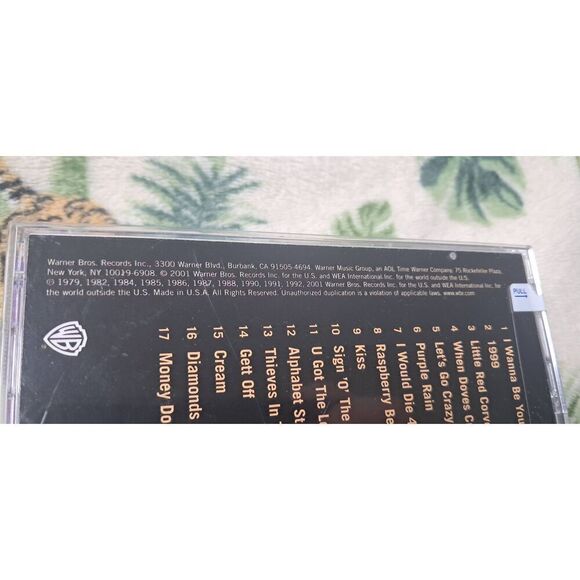 Warner Bros. Records Inc., 3300 Warner Blvd., Burbank, CA 91505-4694. Warner Music Group, an AOL Time Warner Company; 75 Rockefeller Plaza,
New York, NY 10019-6908. © 2001 Warner Bros. Records Inc. for the U.S. and WEA International Inc. for the world outside the U.S.
℗ 1979, 1982, 1984, 1985, 1986, 1987, 1988, 1990, 1991, 1992, 2001 Warner Bros. Records Inc. for the U.S. and WEA International Inc. for
the world outside the U.S. Made in U.S.A. All Rights Reserved. Unauthorized duplication is a violation of applicable laws. www.wbr.com
PULL
WB
1 I Wanna Be You
2 1999
3 Little Red Corve
4 When Doves C
5 Let's Go Crazy
6 Purple Rain
7 I Would Die 4
8 Raspberry Be
9 Kiss
10 Sign 'O' The
11 U Got The Lo
12 Alphabet St
13 Thieves In
14 Gett Off
15 Cream
16 Diamonds
17 Money Do